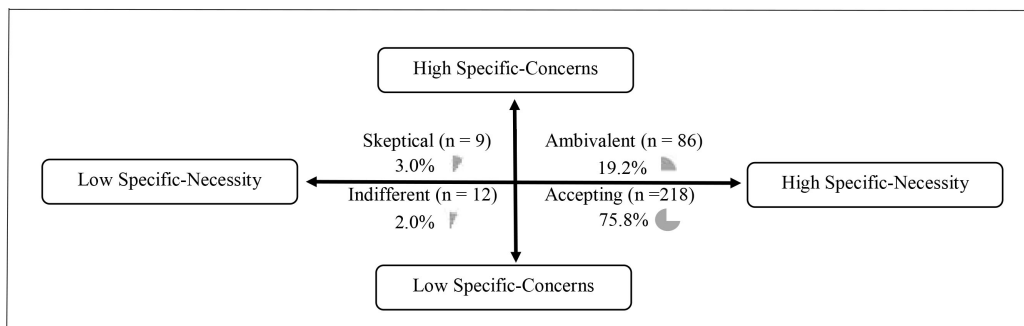 High Specific-Concerns
Skeptical (n = 9)
3.0%
Ambivalent (n = 86)
19.2%
Low Specific-Necessity
High Specific-Necessity
Indifferent (n = 12)
2.0%
Accepting (n =218)
75.8%
Low Specific-Concerns